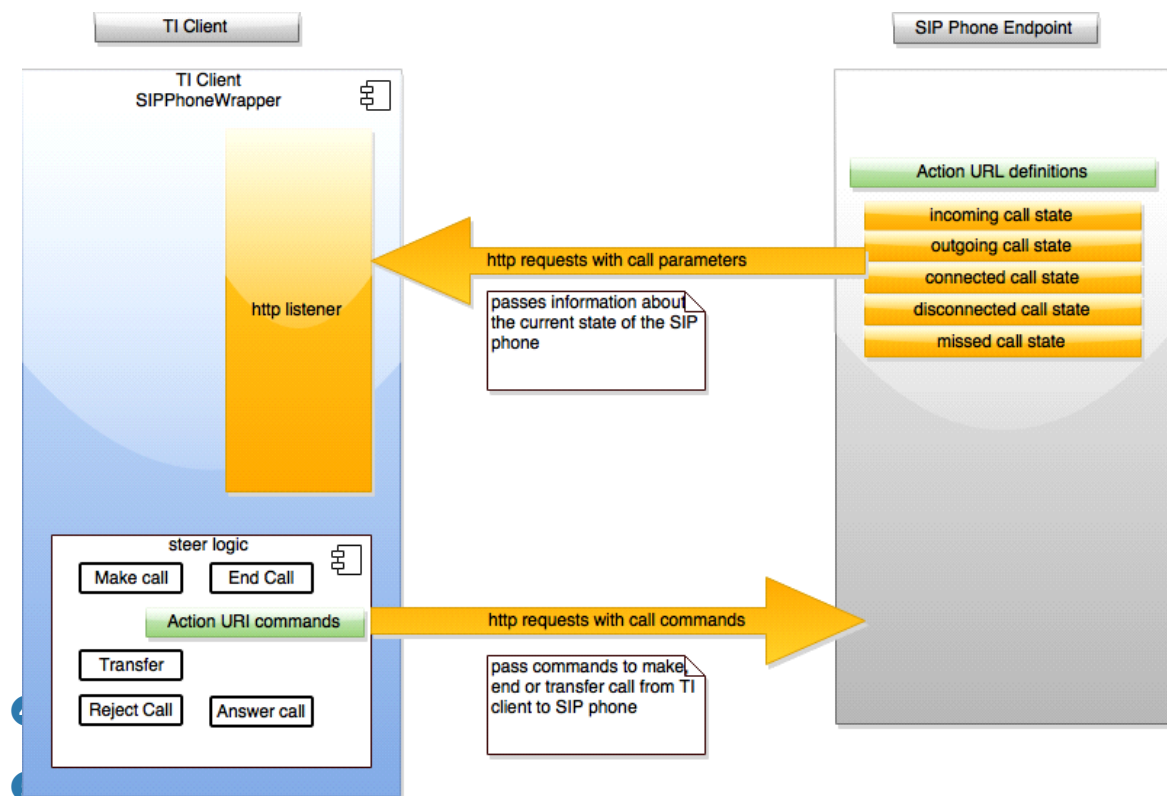 TI Client
SIP Phone Endpoint
TI Client
SIPPhoneWrapper
http listener
Action URL definitions
incoming call state
outgoing call state
connected call state
disconnected call state
missed call state
http requests with call parameters
passes information about
the current state of the SIP
phone
steer logic
Make call
End Call
Action URI commands
Transfer
Reject Call
Answer call
http requests with call commands
pass commands to make,
end or transfer call from TI
client to SIP phone